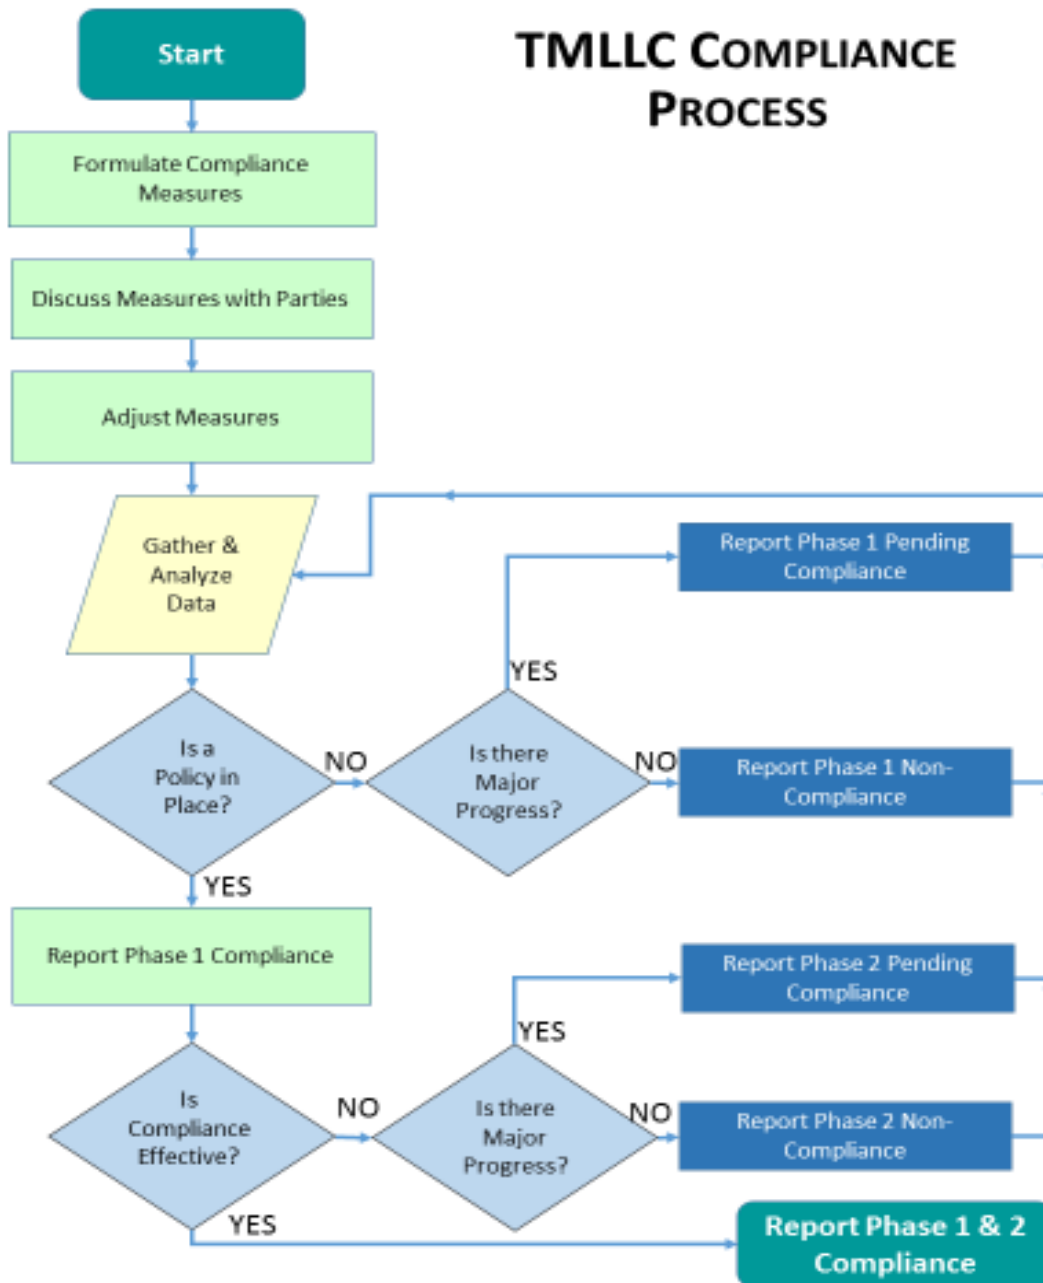 Start
TMLLC COMPLIANCE
PROCESS
Formulate Compliance
Measures
Discuss Measures with Parties
Adjust Measures
Gather &
Analyze
Data
Report Phase 1 Pending
Compliance
YES
Is a
Policy in
Place?
NO
Is there
Major
Progress?
NO
Report Phase 1 Non-
Compliance
YES
Report Phase 1 Compliance
Report Phase 2 Pending
Compliance
YES
Is
Compliance
Effective?
NO
Is there
Major
Progress?
NO
Report Phase 2 Non-
Compliance
YES
Report Phase 1 & 2
Compliance